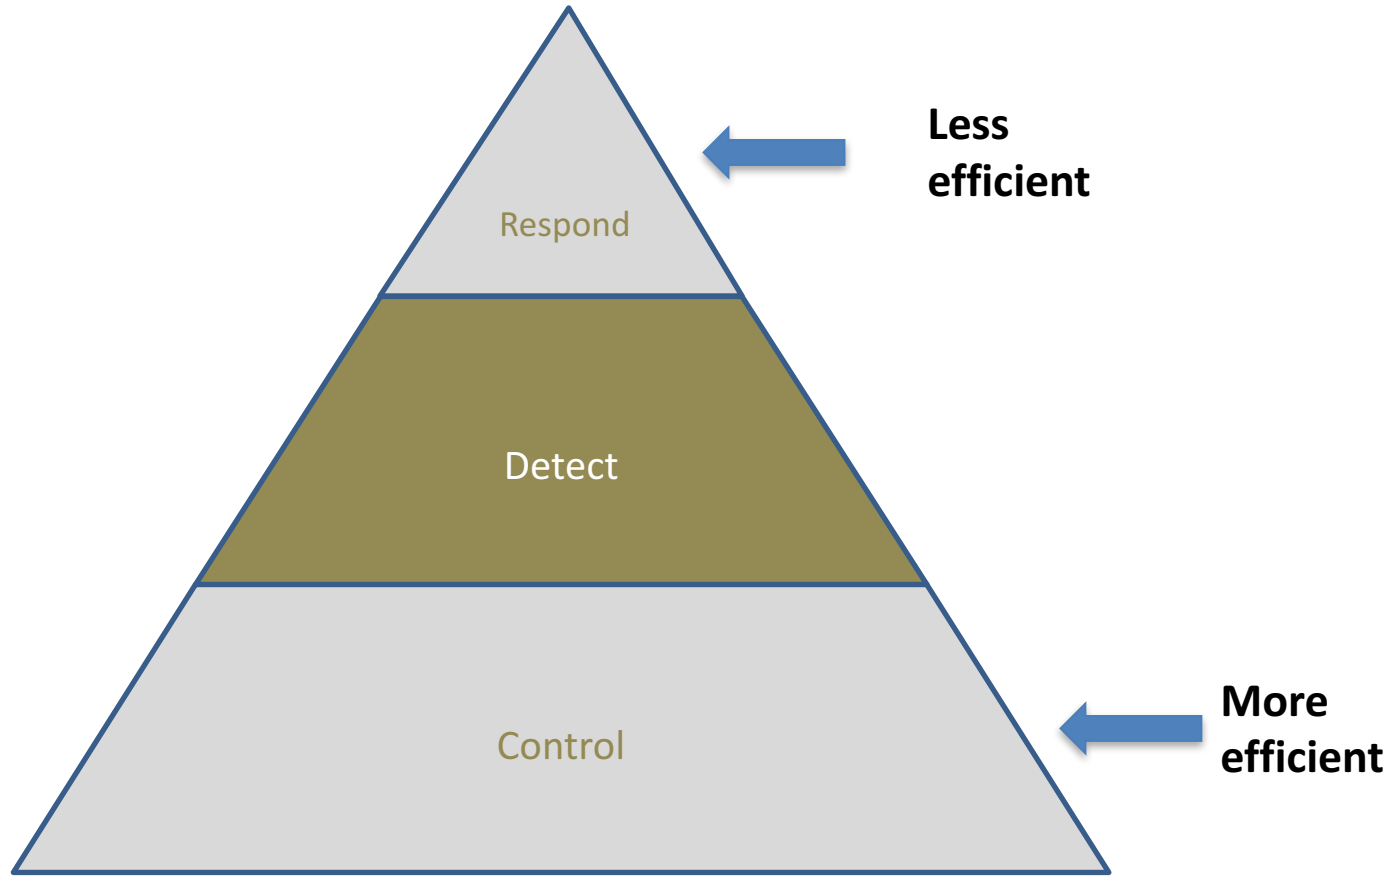 Less
efficient
Respond
Detect
More
efficient
Control